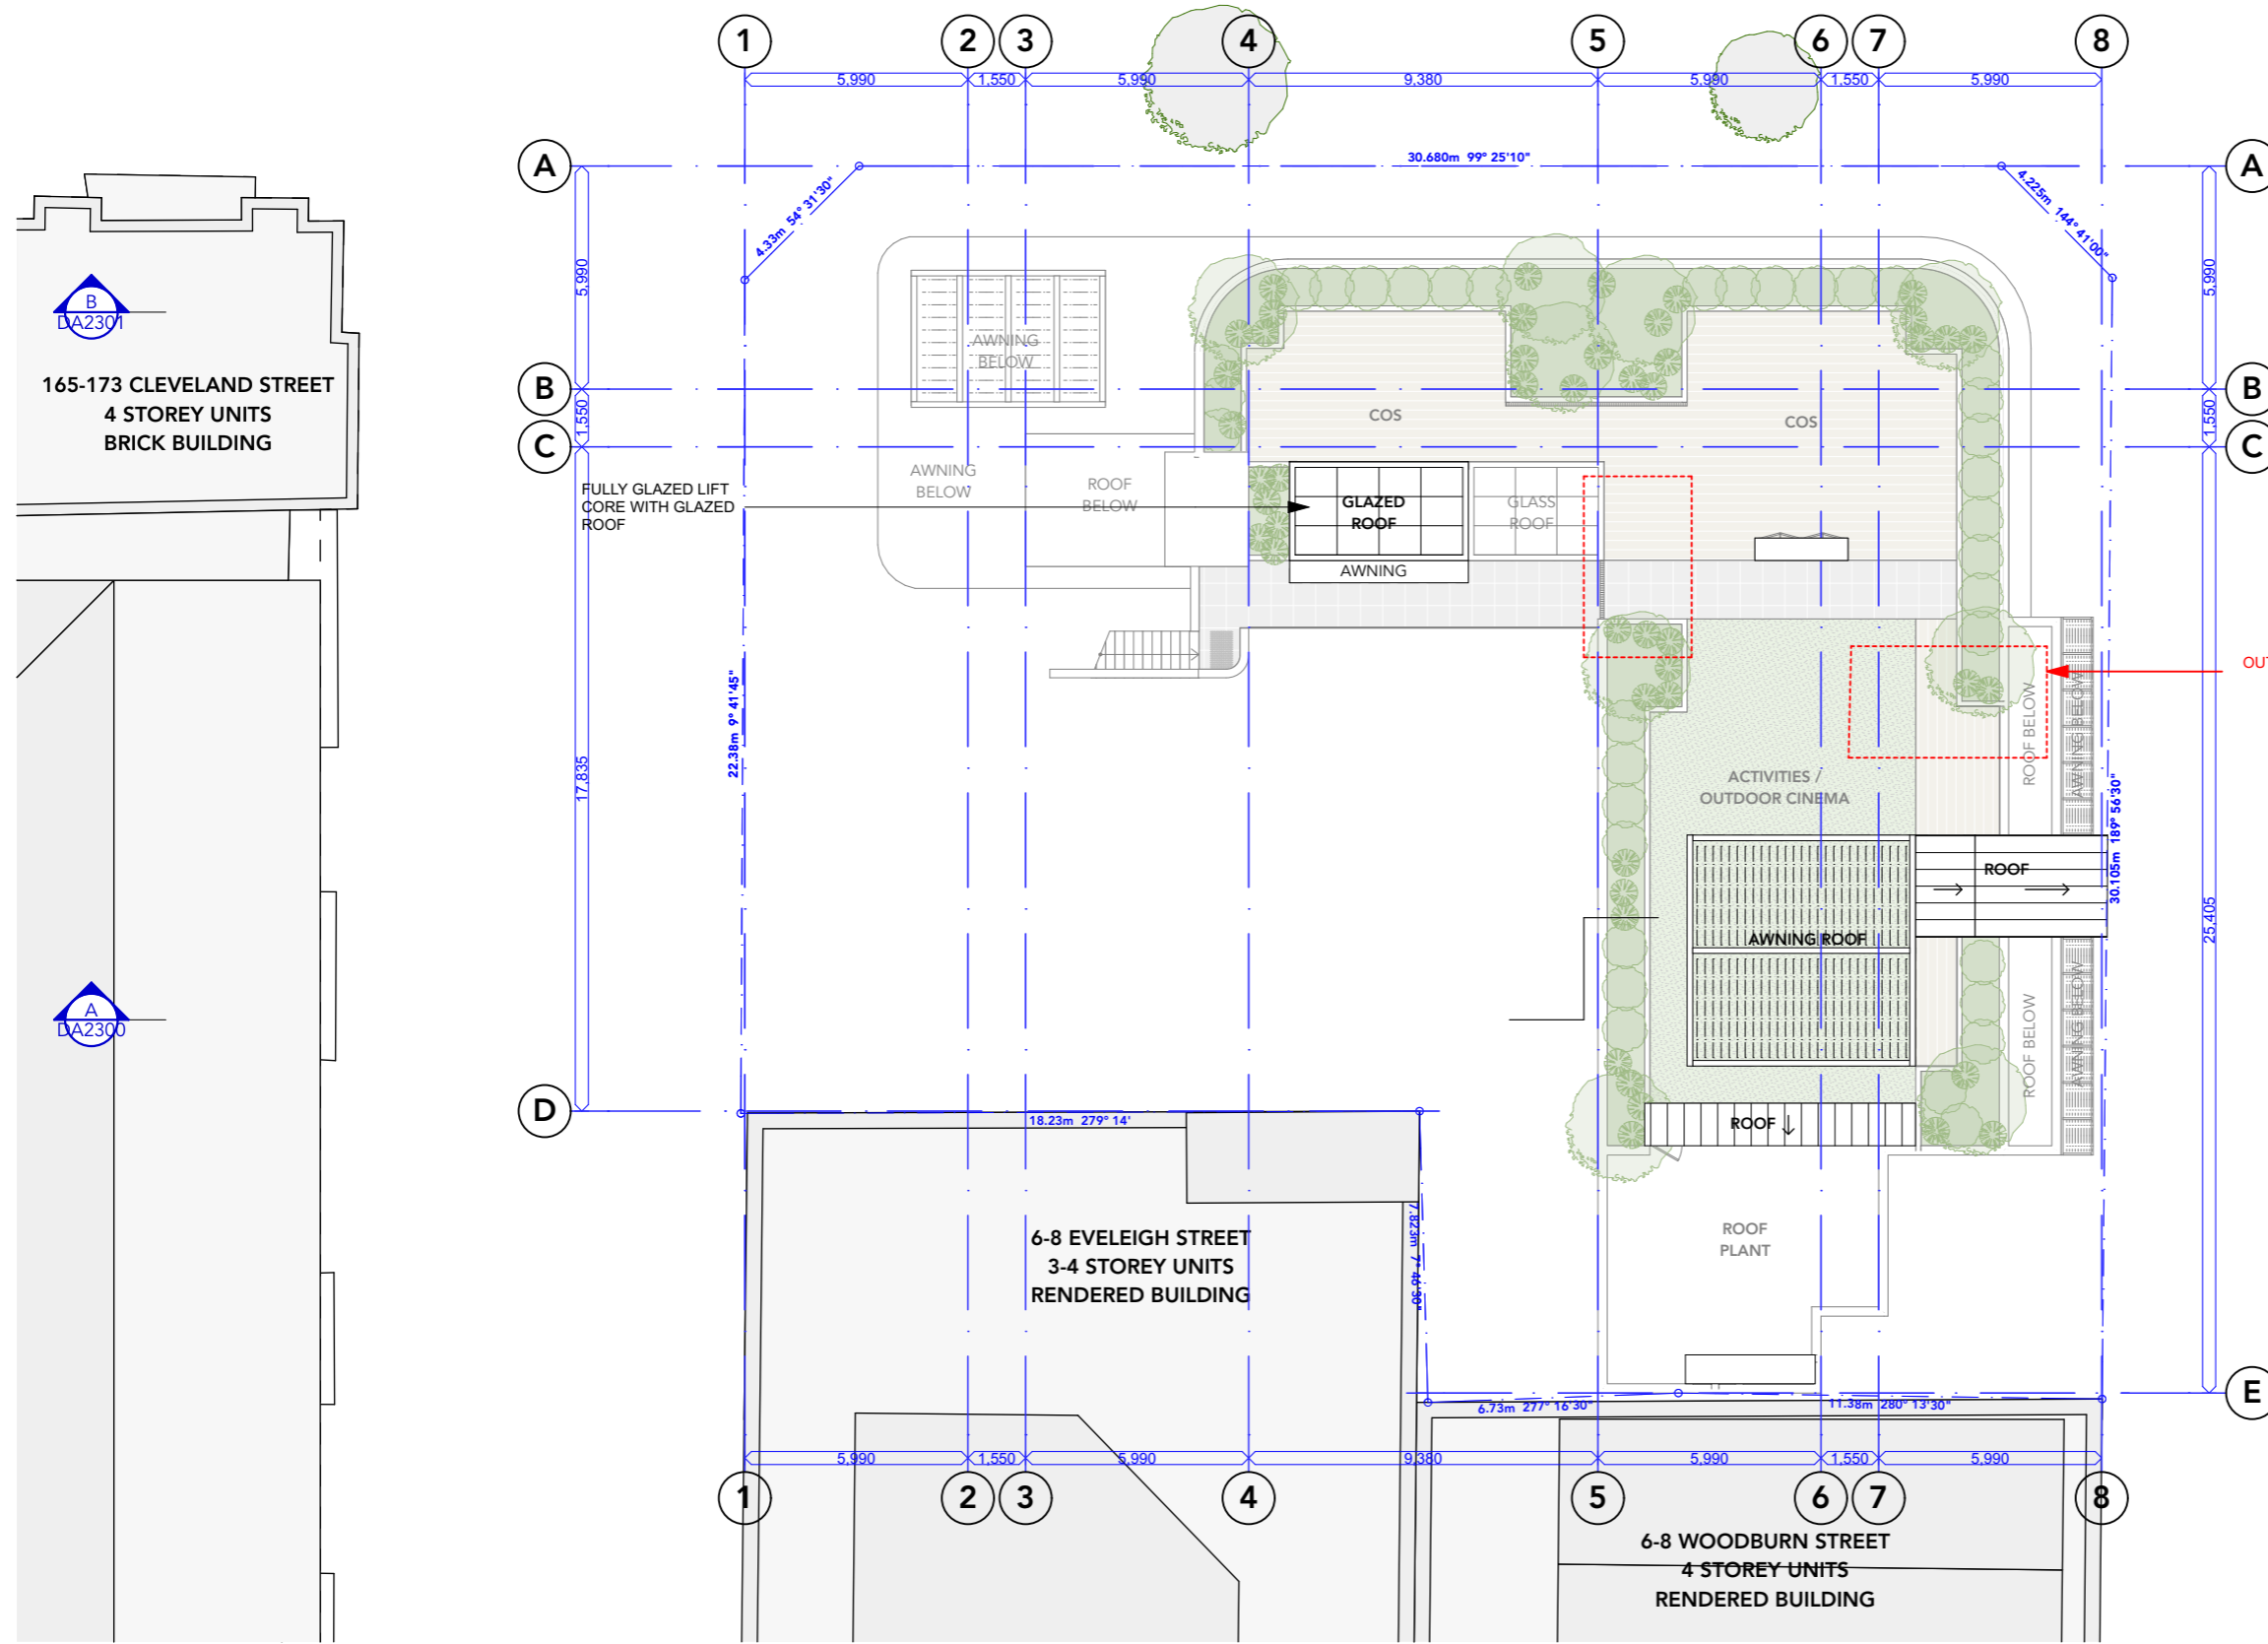 1 2 3 4 5 6 7 8
5,990 1,550 5,990 9,380 5,990 1,550 5,990
A
30.680m 99° 25'10"
A
4.33m 54° 31'30"
4.225m 144° 41'00"
5,990
5,990
B
DA2301
AWNING
BELOW
165-173 CLEVELAND STREET
4 STOREY UNITS
BRICK BUILDING
B
B
COS
COS
1,550
1,550
C
C
AWNING
BELOW
ROOF
BELOW
FULLY GLAZED LIFT
CORE WITH GLAZED
ROOF
GLAZED
ROOF
GLASS
ROOF
AWNING
OUT
22.38m 9° 41'45"
17,835
ROOF BELOW
AWNING BELOW
ACTIVITIES /
OUTDOOR CINEMA
30.105m 189° 56'30"
25,405
ROOF
AWNING ROOF
A
DA2300
ROOF BELOW
AWNING BELOW
D
18.23m 279° 14'
ROOF
7.823m 7° 46'30"
6-8 EVELEIGH STREET
3-4 STOREY UNITS
RENDERED BUILDING
ROOF
PLANT
E
6.73m 277° 16'30"
11.38m 280° 13'30"
5,990 1,550 5,990 9,380 5,990 1,550 5,990
1 2 3 4 5 6 7 8
6-8 WOODBURN STREET
4 STOREY UNITS
RENDERED BUILDING